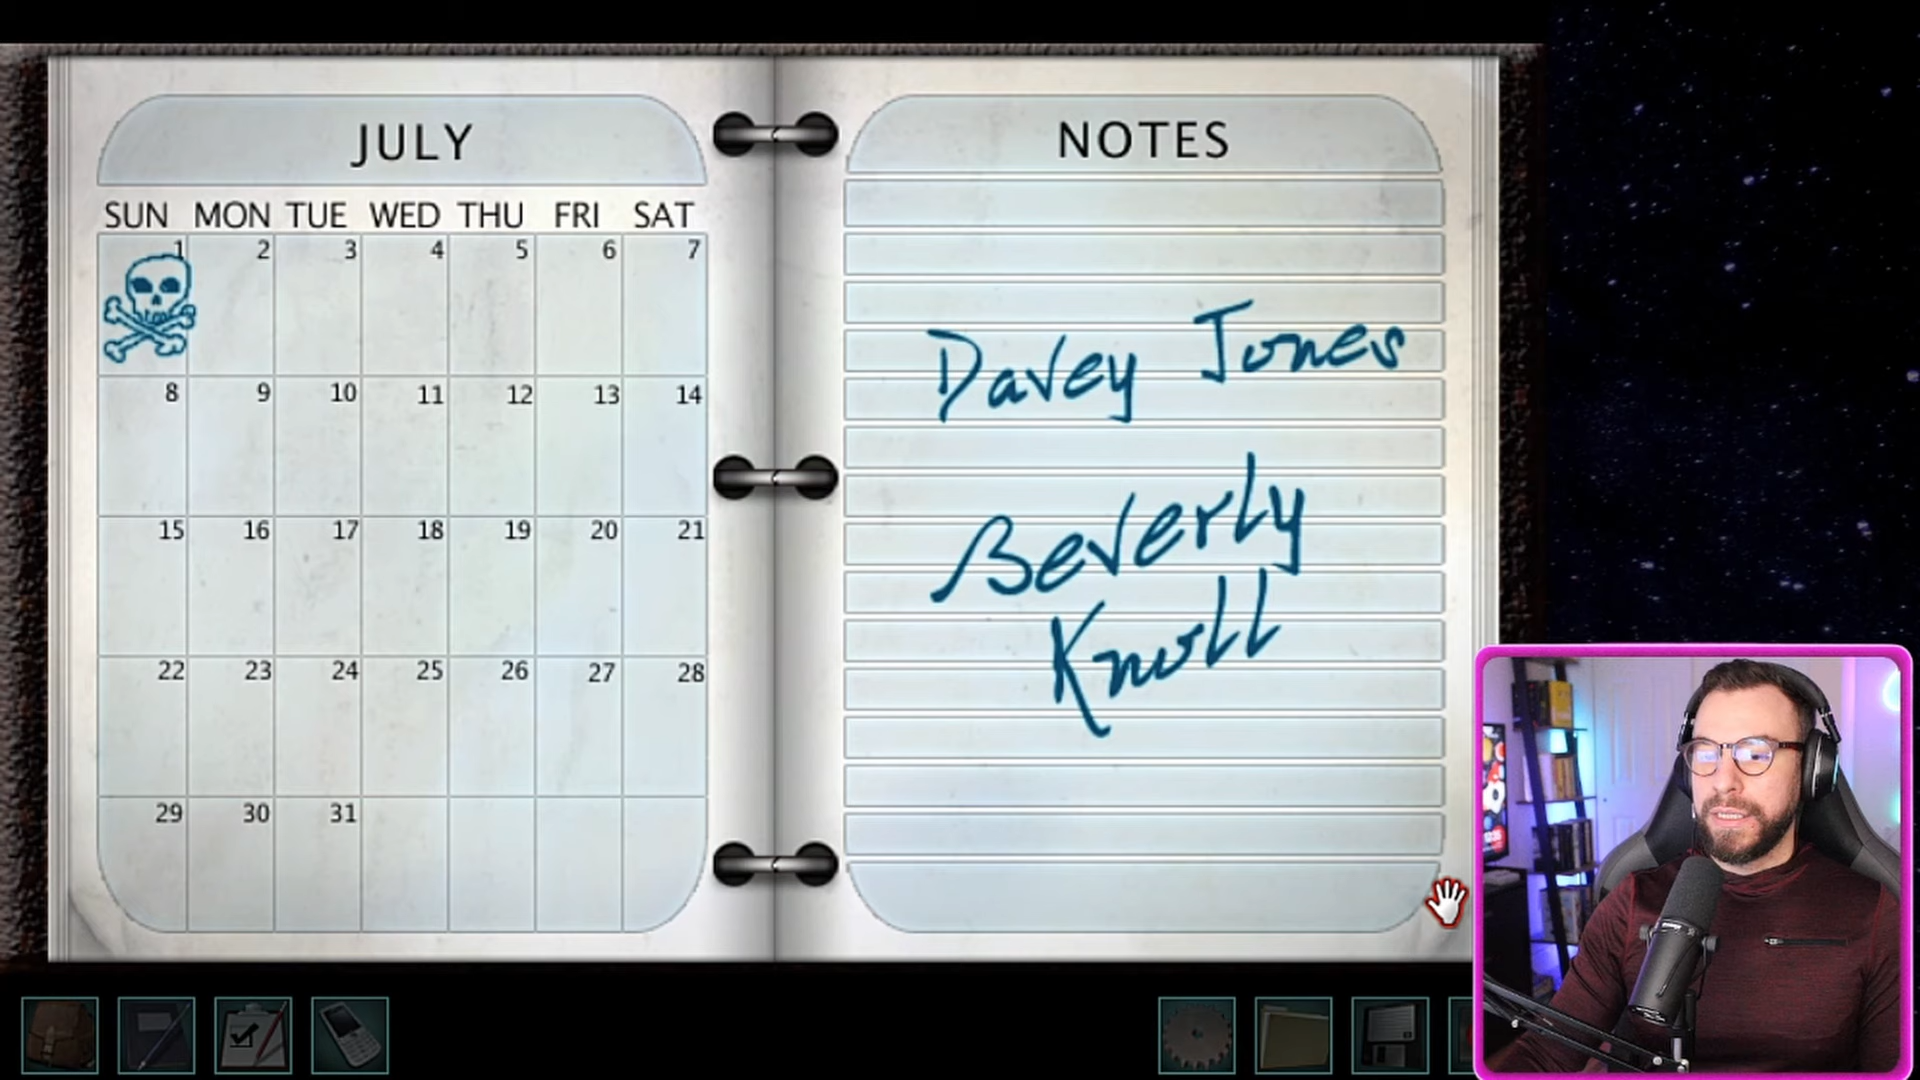 JULY
SUN MON TUE WED THU FRI SAT
1 2 3 4 5 6 7
8 9 10 11 12 13 14
15 16 17 18 19 20 21
22 23 24 25 26 27 28
29 30 31
NOTES
Davey Jones
Beverly
Knoll